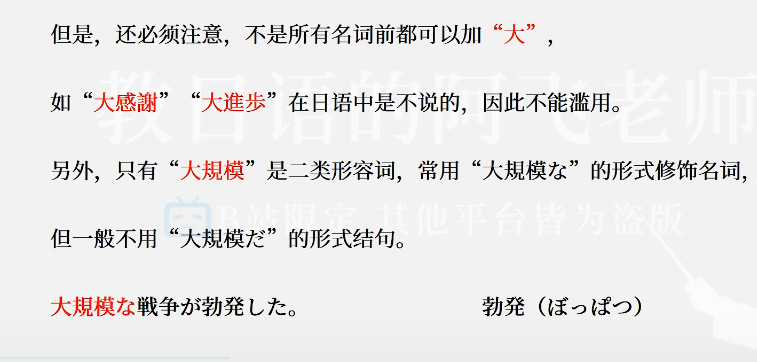 但是，还必须注意，不是所有名词前都可以加“大”，
如“大感謝”“大進歩”在日语中是不说的，因此不能滥用。
另外，只有“大規模”是二类形容词，常用“大規模な”的形式修饰名词，
但一般不用“大規模だ”的形式结句。
大規模な戦争が勃発した。 勃発（ぼっぱつ）
教日语的阿飞老师
B站限定 其他平台皆为盗版